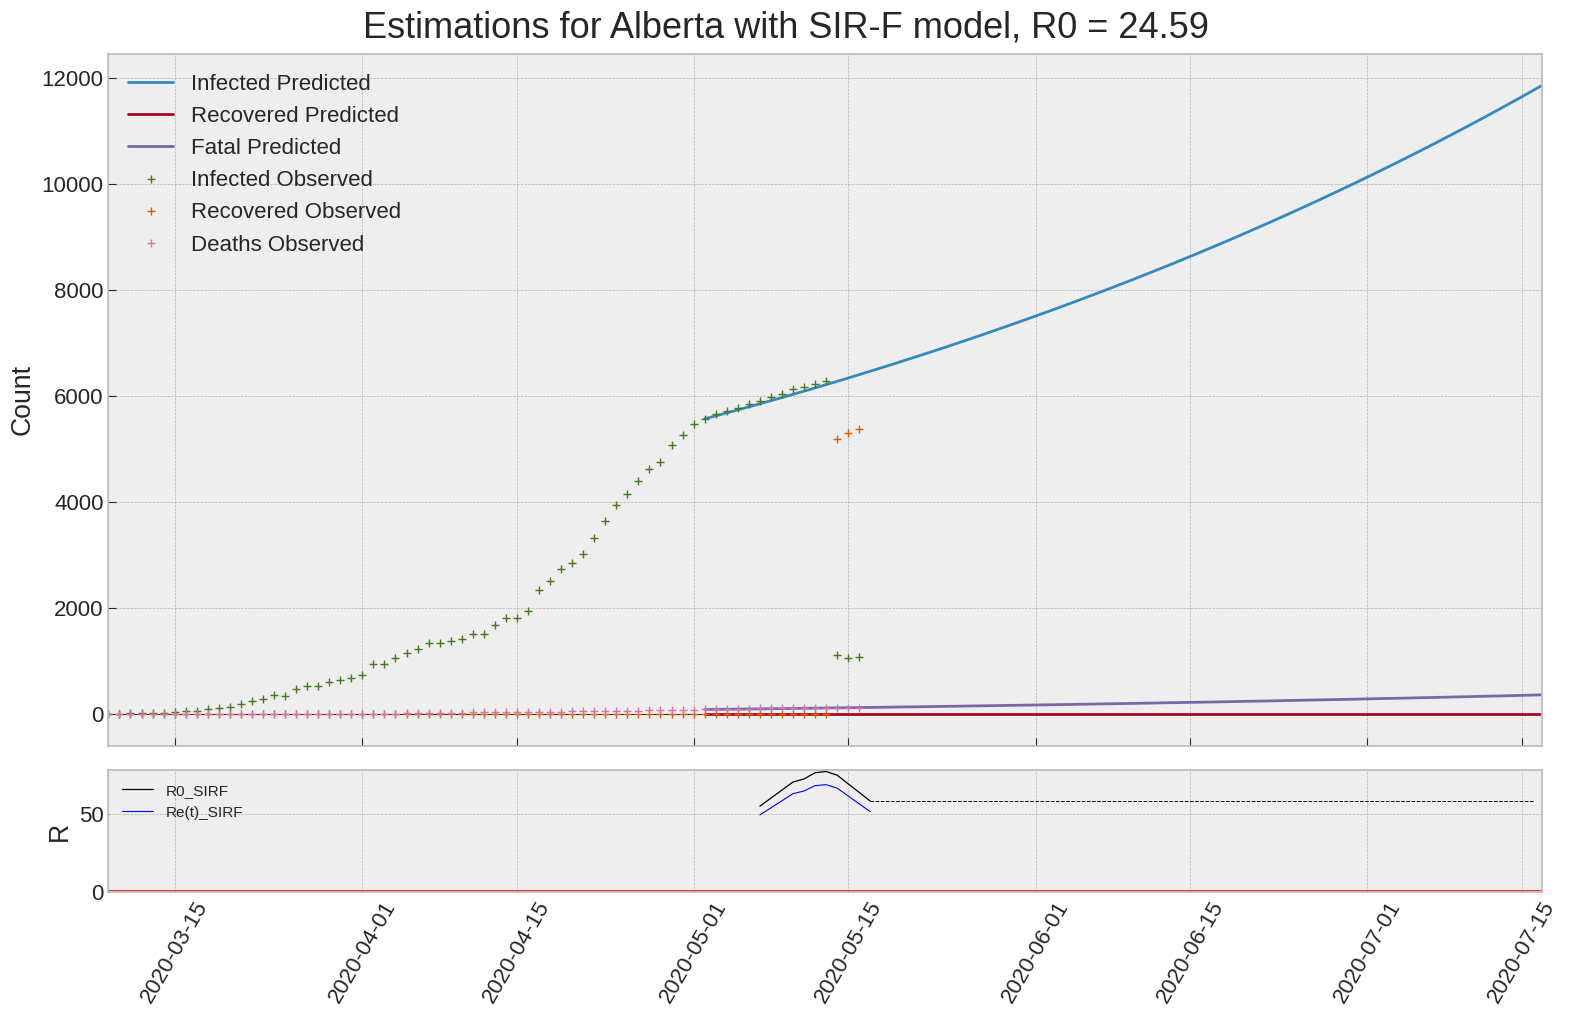 Estimations for Alberta with SIR-F model, R0 = 24.59
Infected Predicted
Recovered Predicted
Fatal Predicted
Infected Observed
Recovered Observed
Deaths Observed
12000
10000
8000
6000
4000
2000
0
Count
R0_SIRF
Re(t)_SIRF
50
0
R
2020-03-15
2020-04-01
2020-04-15
2020-05-01
2020-05-15
2020-06-01
2020-06-15
2020-07-01
2020-07-15